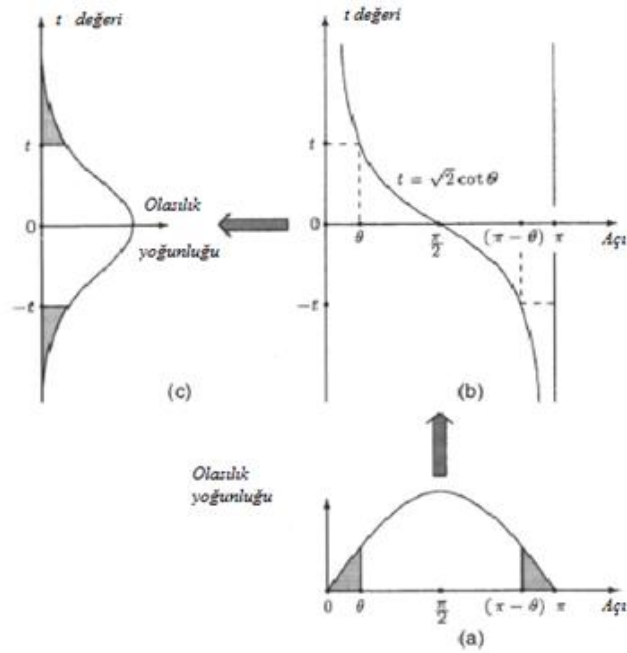 t değeri
t
0
-t
Olasılık
yoğunluğu
(c)
t değeri
t
0
t = √2 cot θ
θ
π/2
(π − θ)
π
Açı
(b)
Olasılık
yoğunluğu
0
θ
π/2
(π − θ)
π
Açı
(a)